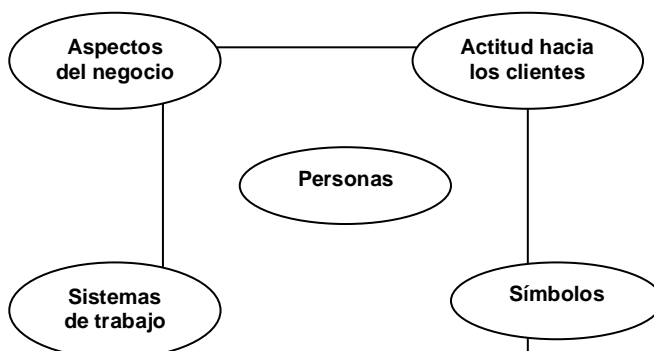 Aspectos
del negocio
Actitud hacia
los clientes
Personas
Sistemas
de trabajo
Símbolos